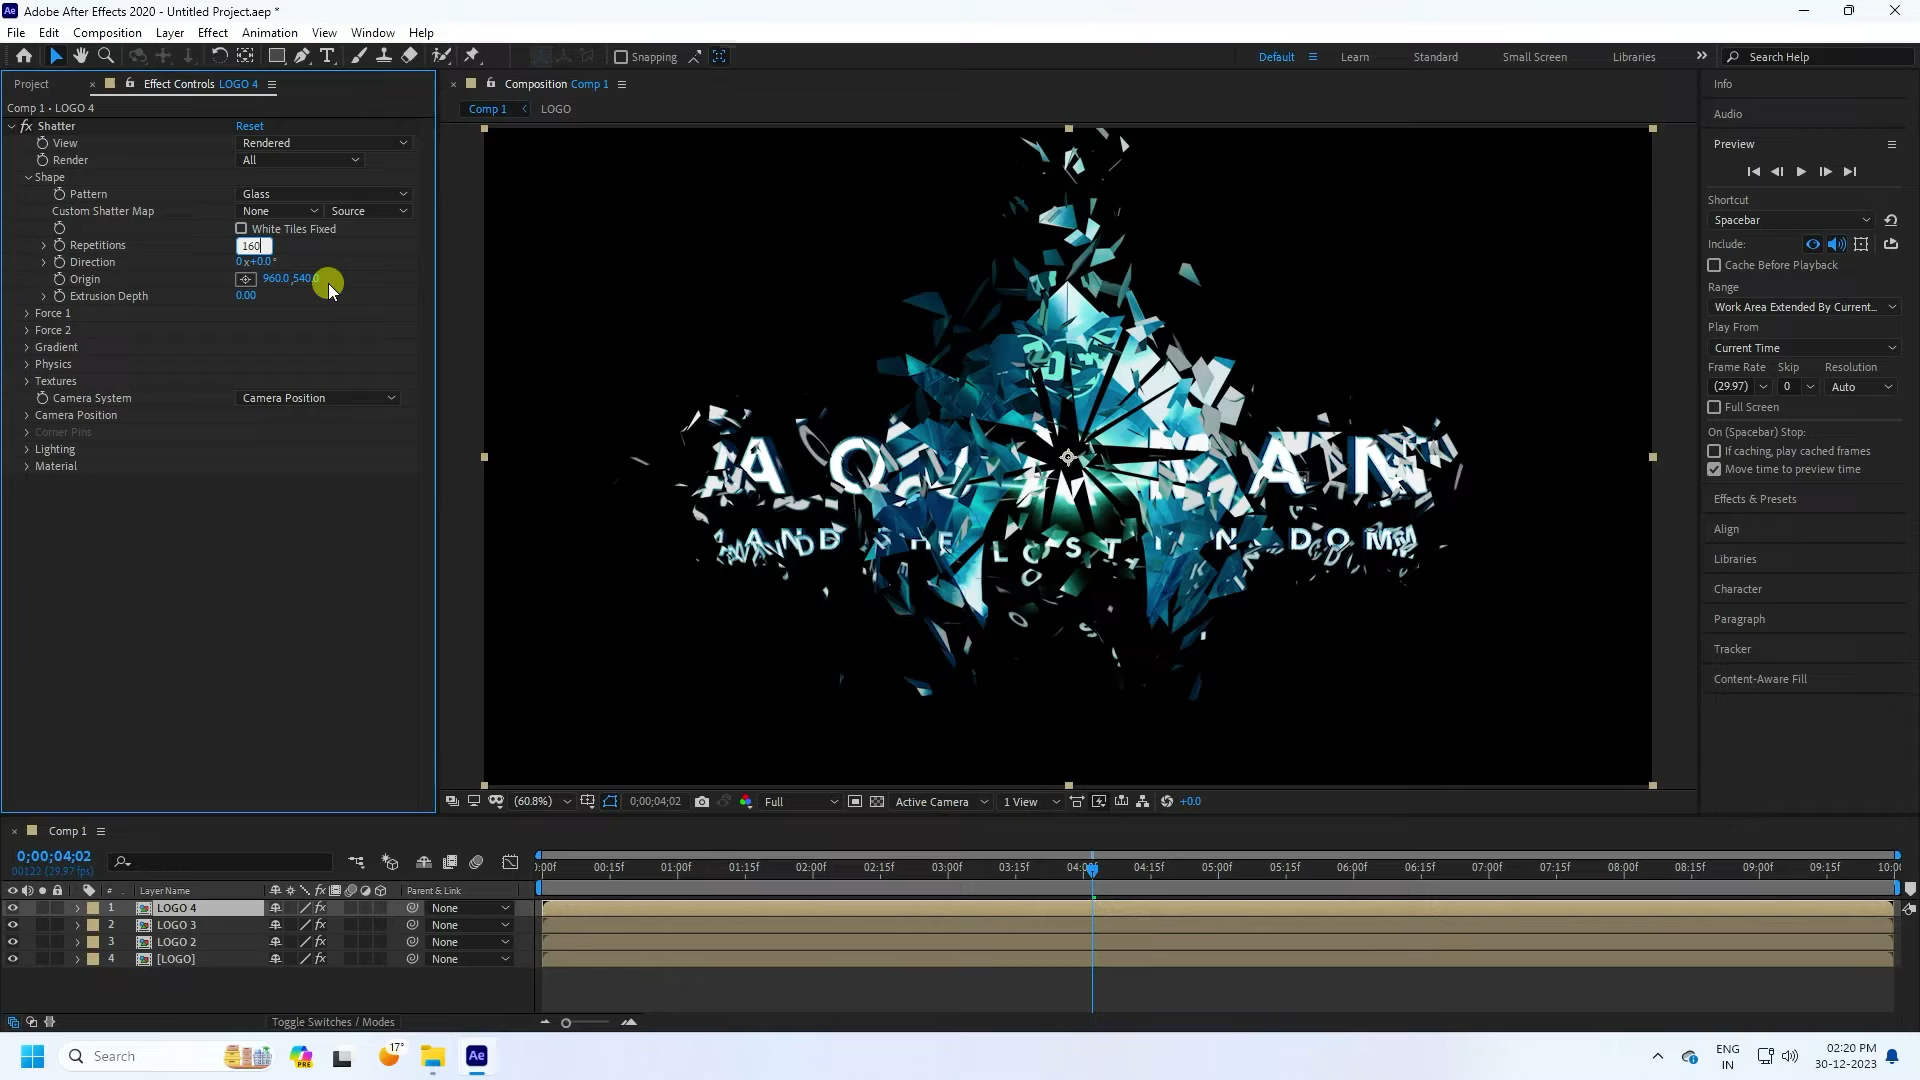 Ae Adobe After Effects 2020 - Untitled Project.aep *
File Edit Composition Layer Effect Animation View Window Help
Snapping
Default Learn Standard Small Screen Libraries Search Help
Project Effect Controls LOGO 4
Comp 1 • LOGO 4
fx Shatter Reset
View Rendered
Render All
Shape
Pattern Glass
Custom Shatter Map None Source
White Tiles Fixed
Repetitions 160
Direction 0x+0.0°
Origin 960.0,540.0
Extrusion Depth 0.00
Force 1
Force 2
Gradient
Physics
Textures
Camera System Camera Position
Camera Position
Corner Pins
Lighting
Material
Composition Comp 1
Comp 1 LOGO
(60.8%) 0;00;04;02 Full Active Camera 1 View +0.0
Info
Audio
Preview
Shortcut
Spacebar
Include:
Cache Before Playback
Range
Work Area Extended By Current...
Play From
Current Time
Frame Rate Skip Resolution
(29.97) 0 Auto
Full Screen
On (Spacebar) Stop:
If caching, play cached frames
Move time to preview time
Effects & Presets
Align
Libraries
Character
Paragraph
Tracker
Content-Aware Fill
Comp 1
0;00;04;02
00122 (29.97 fps)
:00f 00:15f 01:00f 01:15f 02:00f 02:15f 03:00f 03:15f 04:00f 04:15f 05:00f 05:15f 06:00f 06:15f 07:00f 07:15f 08:00f 08:15f 09:00f 09:15f 10:00
# Layer Name fx Parent & Link
1 LOGO 4 fx None
2 LOGO 3 fx None
3 LOGO 2 fx None
4 [LOGO] fx None
Toggle Switches / Modes
Search PRE 17° Ae
ENG
IN
02:20 PM
30-12-2023